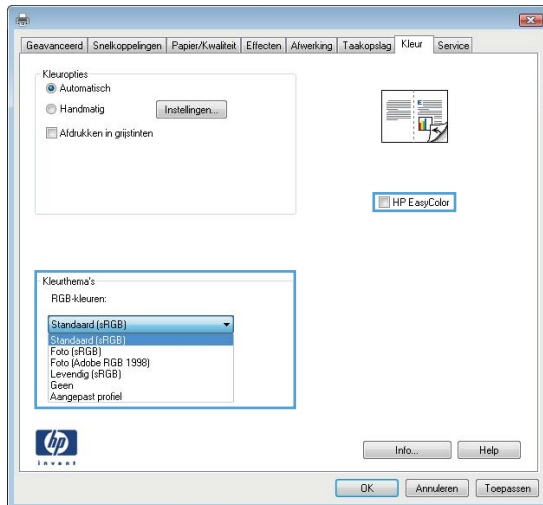 Geavanceerd Snelkoppelingen Papier/Kwaliteit Effecten Afwerking Taakopslag Kleur Service
Kleuropties
Automatisch
Handmatig Instellingen...
Afdrukken in grijstinten
HP EasyColor
Kleurthema's
RGB-kleuren:
Standaard (sRGB)
Standaard (sRGB)
Foto (sRGB)
Foto (Adobe RGB 1998)
Levendig (sRGB)
Geen
Aangepast profiel
hp
invent
Info... Help
OK Annuleren Toepassen